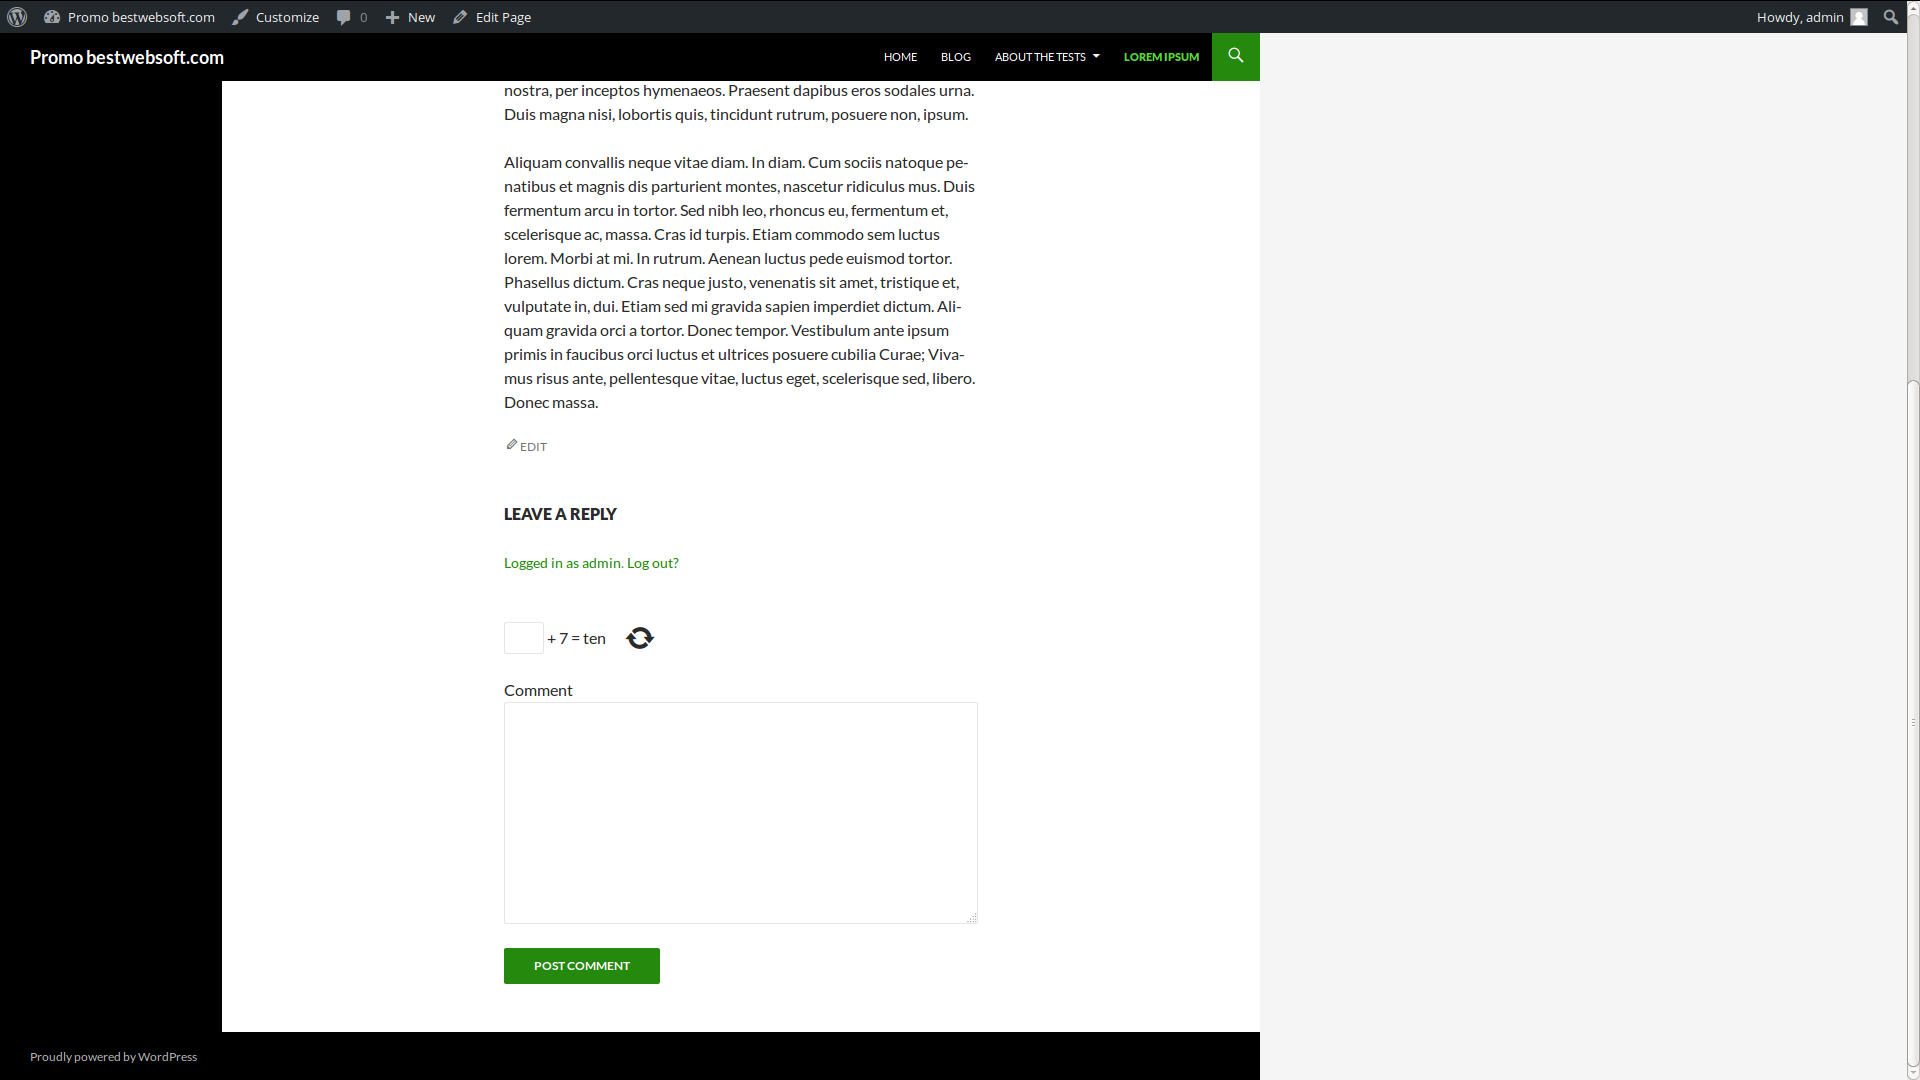 Promo bestwebsoft.com Customize 0 New Edit Page Howdy, admin
Promo bestwebsoft.com HOME BLOG ABOUT THE TESTS LOREM IPSUM
nostra, per inceptos hymenaeos. Praesent dapibus eros sodales urna.
Duis magna nisi, lobortis quis, tincidunt rutrum, posuere non, ipsum.
Aliquam convallis neque vitae diam. In diam. Cum sociis natoque pe-
natibus et magnis dis parturient montes, nascetur ridiculus mus. Duis
fermentum arcu in tortor. Sed nibh leo, rhoncus eu, fermentum et,
scelerisque ac, massa. Cras id turpis. Etiam commodo sem luctus
lorem. Morbi at mi. In rutrum. Aenean luctus pede euismod tortor.
Phasellus dictum. Cras neque justo, venenatis sit amet, tristique et,
vulputate in, dui. Etiam sed mi gravida sapien imperdiet dictum. Ali-
quam gravida orci a tortor. Donec tempor. Vestibulum ante ipsum
primis in faucibus orci luctus et ultrices posuere cubilia Curae; Viva-
mus risus ante, pellentesque vitae, luctus eget, scelerisque sed, libero.
Donec massa.
EDIT
LEAVE A REPLY
Logged in as admin. Log out?
+ 7 = ten
Comment
POST COMMENT
Proudly powered by WordPress